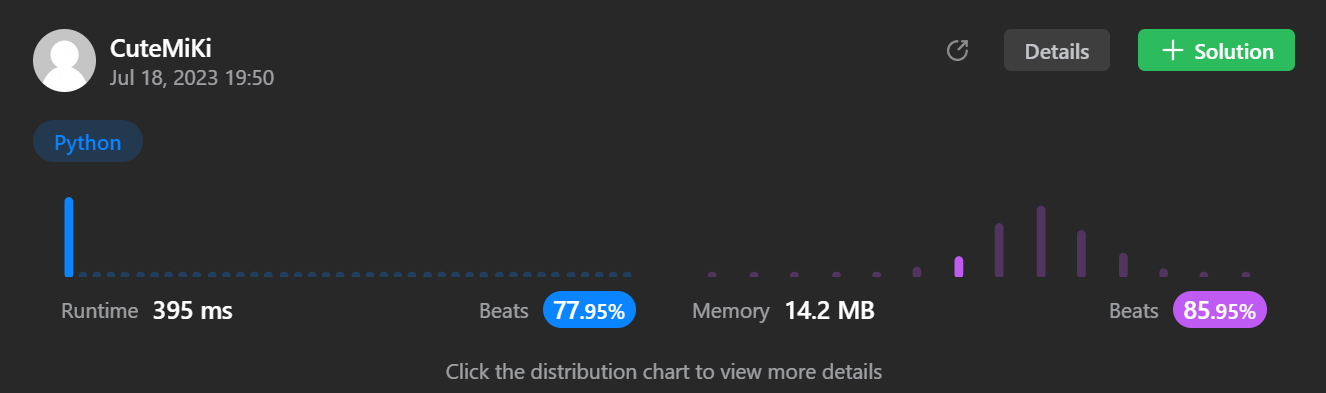 CuteMiKi
Jul 18, 2023 19:50
Details
Solution
Python
Runtime 395 ms
Beats 77.95%
Memory 14.2 MB
Beats 85.95%
Click the distribution chart to view more details